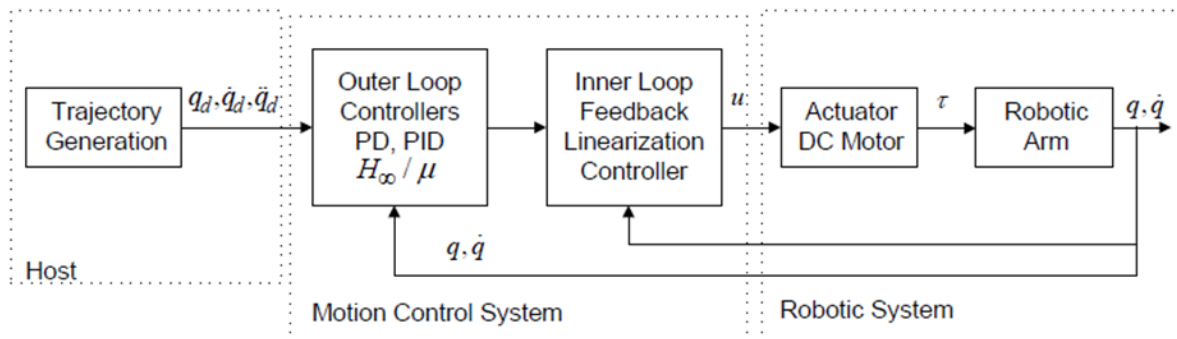 Trajectory
Generation
q_d, q̇_d, q̈_d
Host
Outer Loop
Controllers
PD, PID
H∞ / μ
Inner Loop
Feedback
Linearization
Controller
u
q, q̇
Motion Control System
Actuator
DC Motor
τ
Robotic
Arm
q, q̇
Robotic System